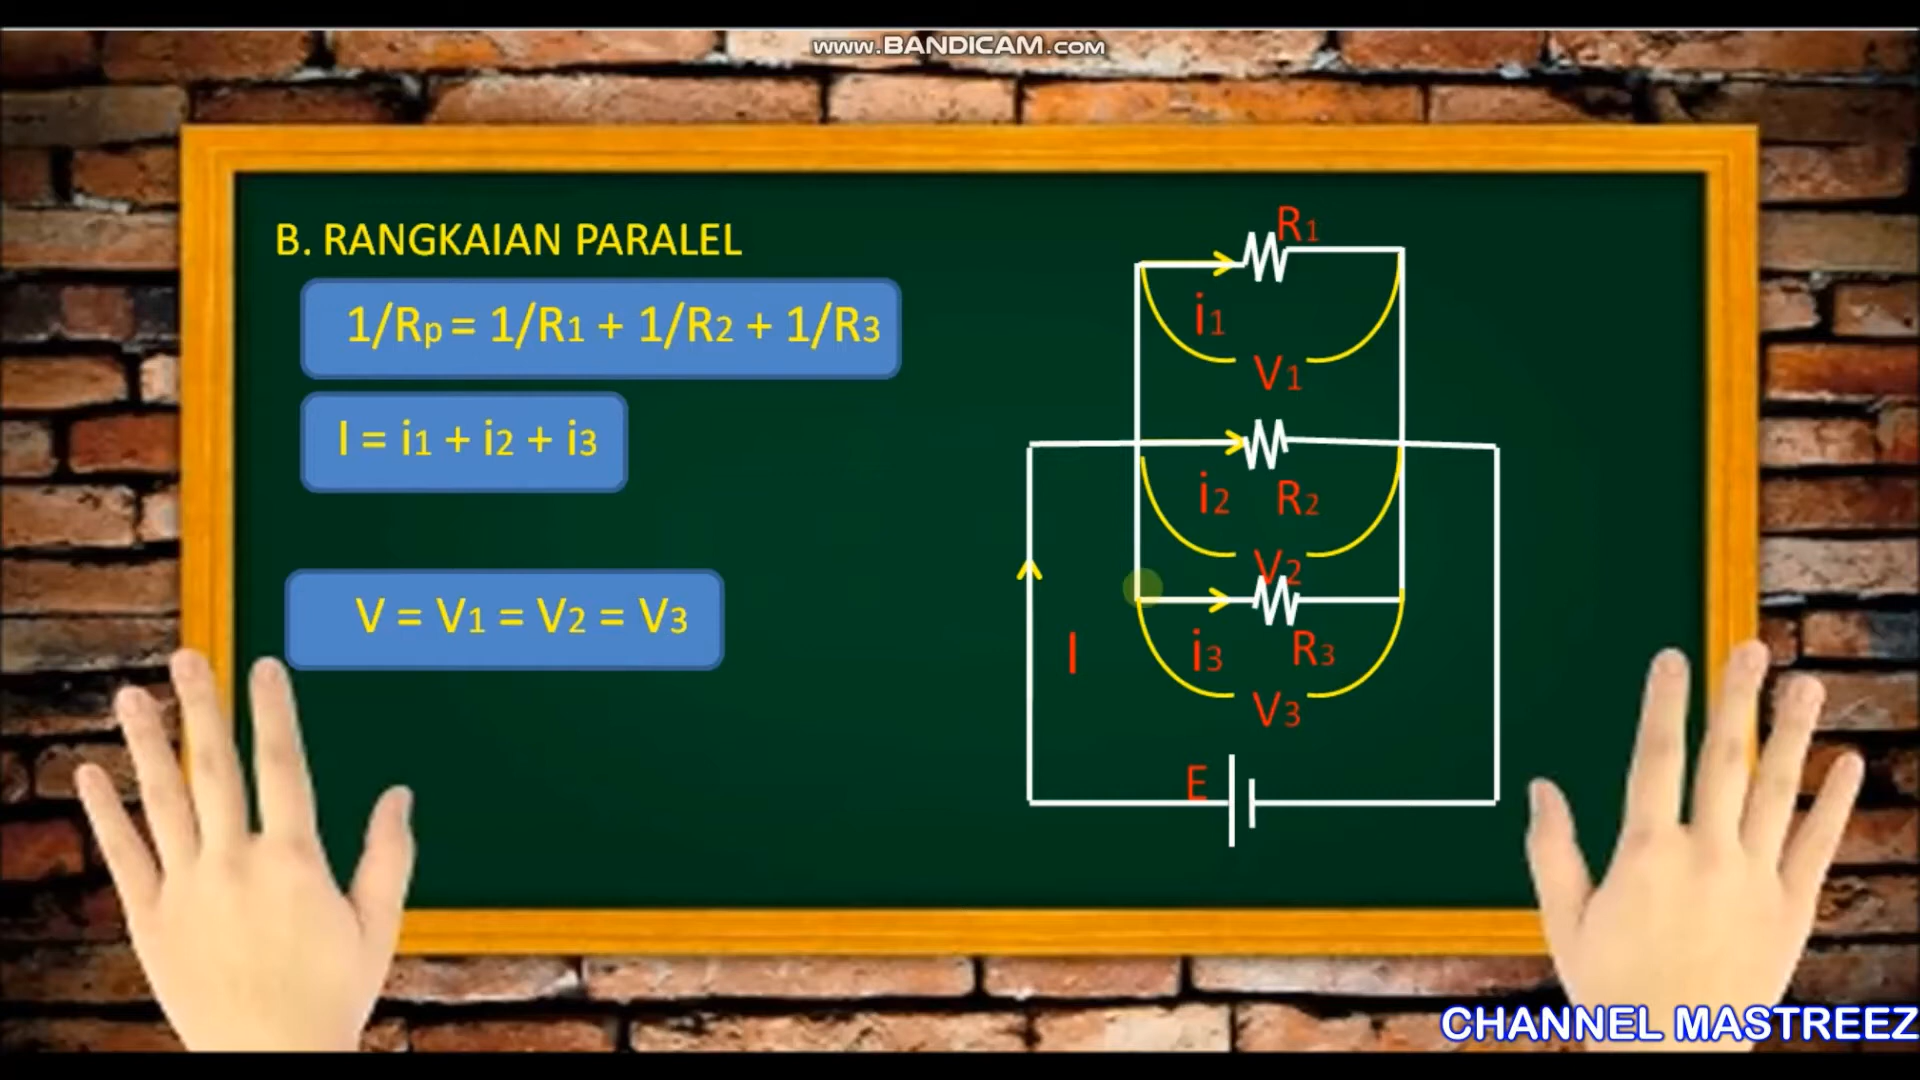 www.BANDICAM.com
B. RANGKAIAN PARALEL
1/Rp = 1/R1 + 1/R2 + 1/R3
I = i1 + i2 + i3
V = V1 = V2 = V3
R1
i1
V1
i2 R2
V2
I
i3 R3
V3
E
CHANNEL MASTREEZ